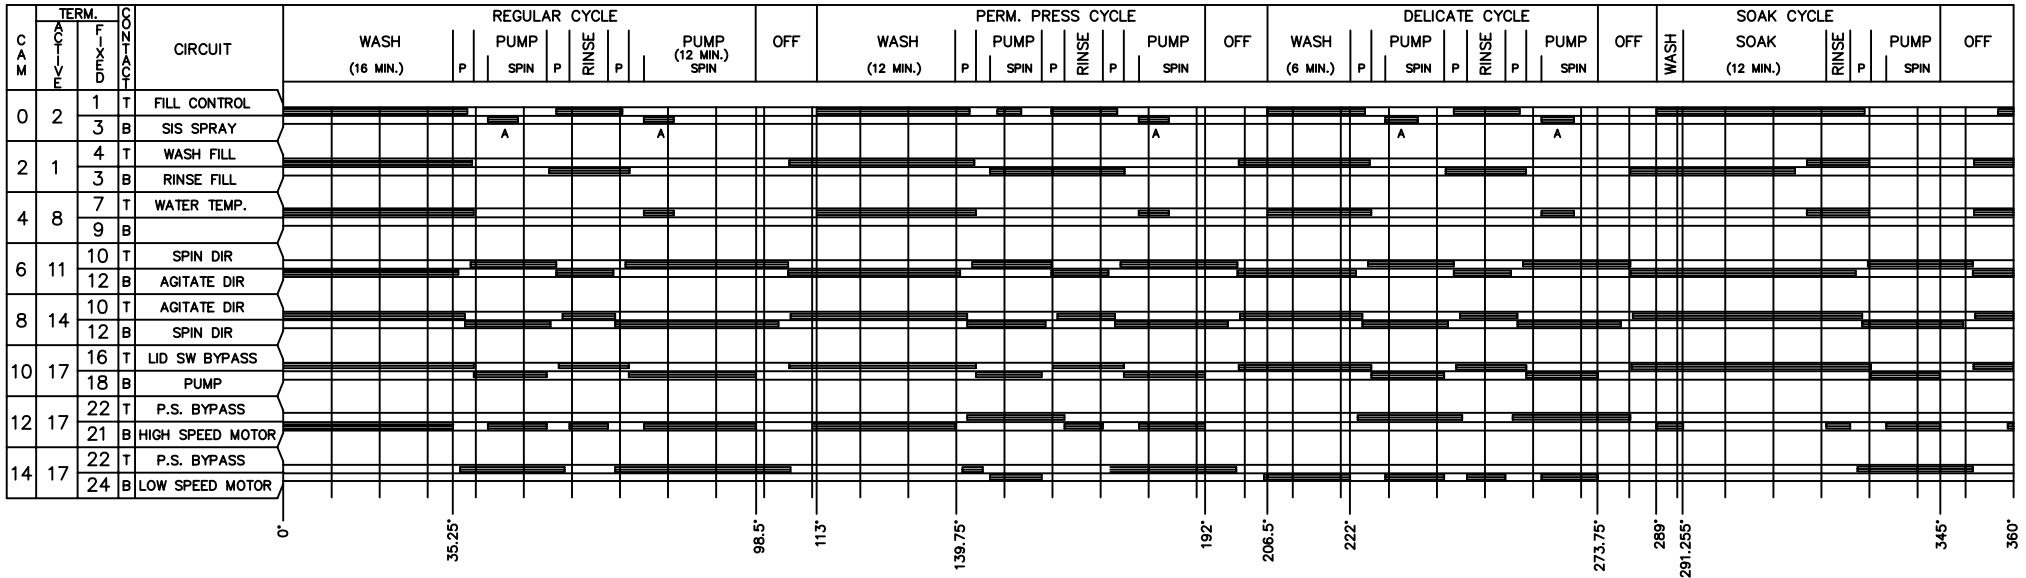 TERM. REGULAR CYCLE PERM. PRESS CYCLE DELICATE CYCLE SOAK CYCLE
CAM ACTIVE FIXED CONTACT CIRCUIT
WASH PUMP RINSE PUMP OFF WASH PUMP RINSE PUMP OFF WASH PUMP RINSE PUMP OFF WASH SOAK RINSE PUMP OFF
(12 MIN.)
(16 MIN.) P SPIN P P SPIN (12 MIN.) P SPIN P P SPIN (6 MIN.) P SPIN P P SPIN (12 MIN.) P SPIN
0 2 1 T FILL CONTROL
3 B SIS SPRAY A A A A A
2 1 4 T WASH FILL
3 B RINSE FILL
4 8 7 T WATER TEMP.
9 B
6 11 10 T SPIN DIR
12 B AGITATE DIR
8 14 10 T AGITATE DIR
12 B SPIN DIR
10 17 16 T LID SW BYPASS
18 B PUMP
12 17 22 T P.S. BYPASS
21 B HIGH SPEED MOTOR
14 17 22 T P.S. BYPASS
24 B LOW SPEED MOTOR
0° 35.25° 98.5° 113° 139.75° 192° 206.5° 222° 273.75° 289° 291.255° 345° 360°